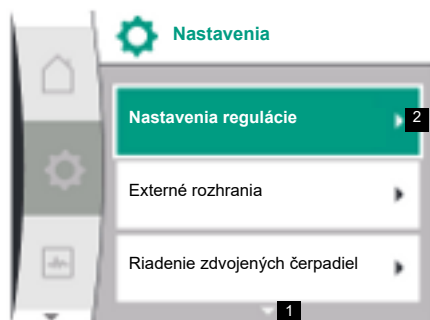 Nastavenia
Nastavenia regulácie
2
Externé rozhrania
Riadenie zdvojených čerpadiel
1